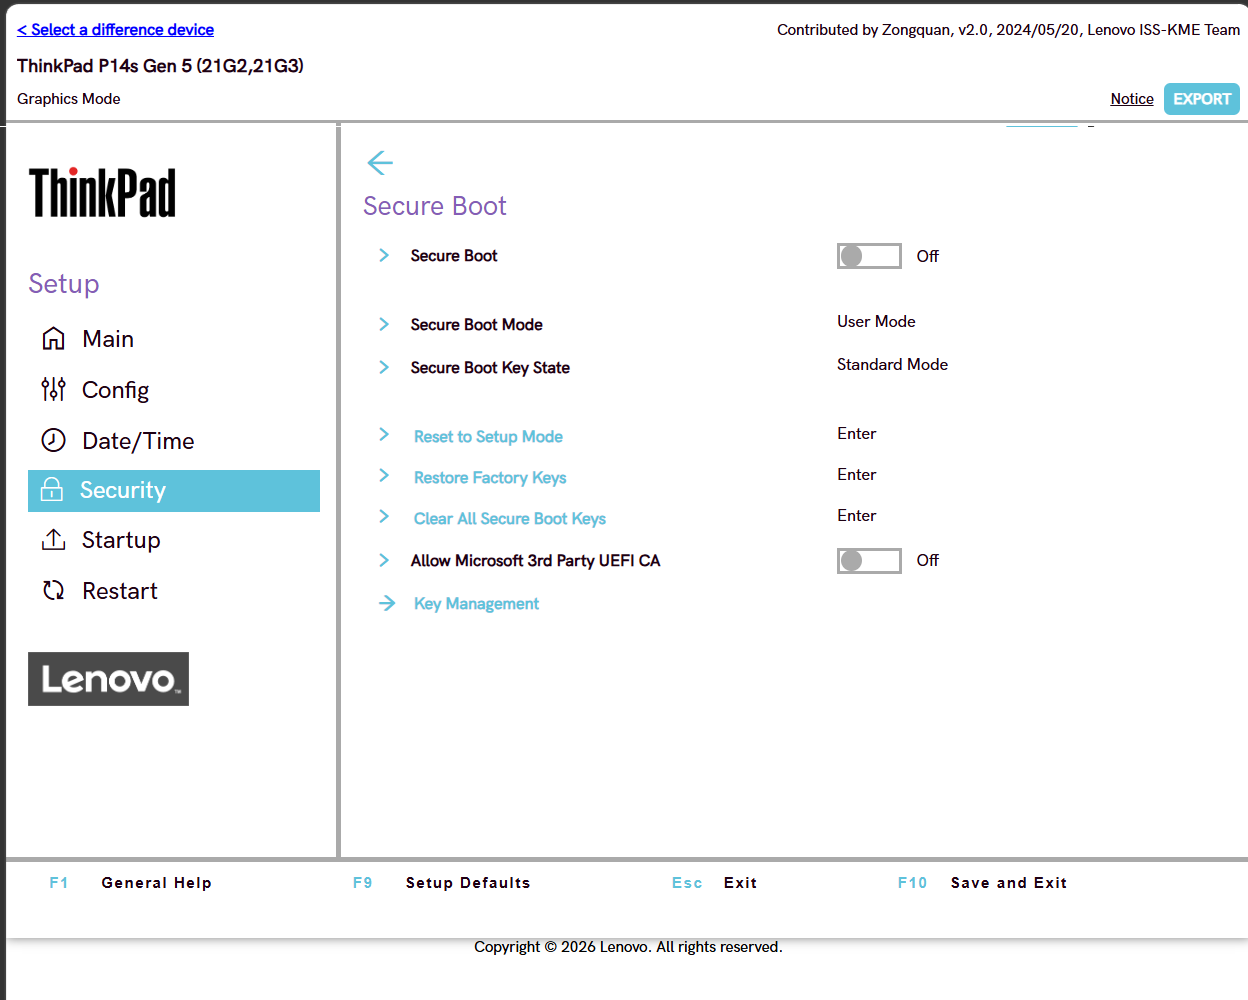 < Select a difference device
Contributed by Zongquan, v2.0, 2024/05/20, Lenovo ISS-KME Team
ThinkPad P14s Gen 5 (21G2,21G3)
Graphics Mode
Notice
EXPORT
ThinkPad
Setup
Main
Config
Date/Time
Security
Startup
Restart
Lenovo™
Secure Boot
Secure Boot Off
Secure Boot Mode User Mode
Secure Boot Key State Standard Mode
Reset to Setup Mode Enter
Restore Factory Keys Enter
Clear All Secure Boot Keys Enter
Allow Microsoft 3rd Party UEFI CA Off
Key Management
F1 General Help F9 Setup Defaults Esc Exit F10 Save and Exit
Copyright © 2026 Lenovo. All rights reserved.